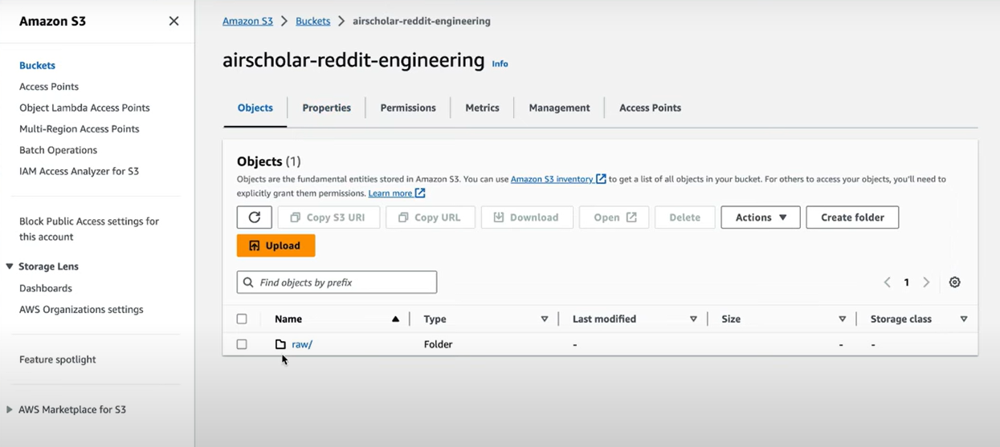 Amazon S3
Buckets
Access Points
Object Lambda Access Points
Multi-Region Access Points
Batch Operations
IAM Access Analyzer for S3
Block Public Access settings for
this account
Storage Lens
Dashboards
AWS Organizations settings
Feature spotlight
AWS Marketplace for S3
Amazon S3 > Buckets > airscholar-reddit-engineering
airscholar-reddit-engineering Info
Objects Properties Permissions Metrics Management Access Points
Objects (1)
Objects are the fundamental entities stored in Amazon S3. You can use Amazon S3 inventory to get a list of all objects in your bucket. For others to access your objects, you'll need to
explicitly grant them permissions. Learn more
Copy S3 URI Copy URL Download Open Delete Actions Create folder
Upload
Find objects by prefix 1
Name Type Last modified Size Storage class
raw/ Folder - - -